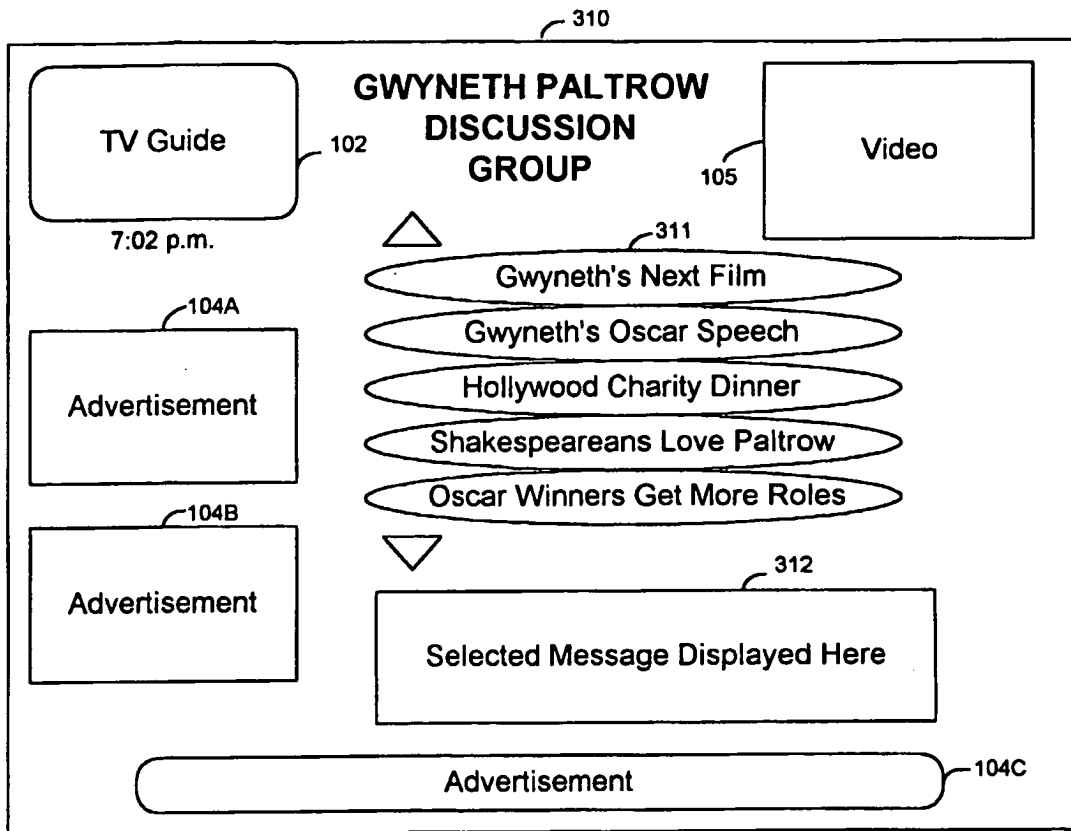 310
GWYNETH PALTROW
DISCUSSION
GROUP
TV Guide
102
7:02 p.m.
105
Video
311
Gwyneth's Next Film
Gwyneth's Oscar Speech
Hollywood Charity Dinner
Shakespeareans Love Paltrow
Oscar Winners Get More Roles
104A
Advertisement
104B
Advertisement
312
Selected Message Displayed Here
Advertisement
104C